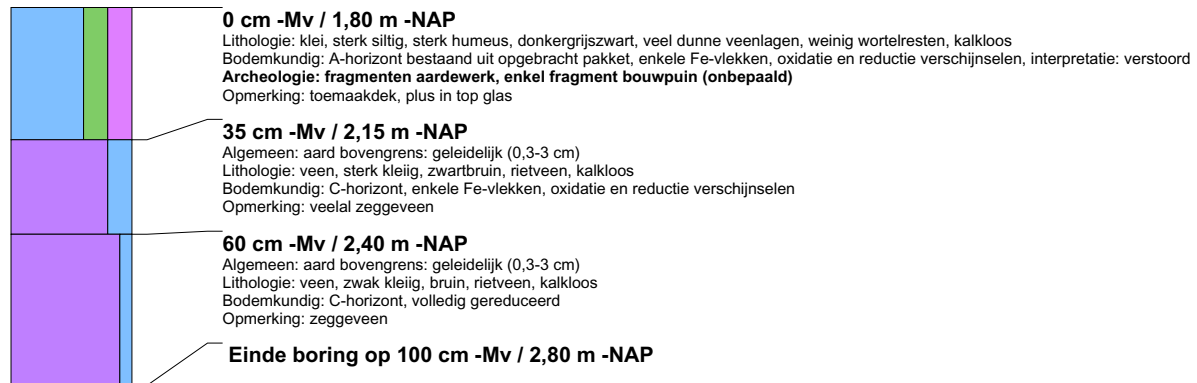 0 cm -Mv / 1,80 m -NAP
Lithologie: klei, sterk siltig, sterk humeus, donkergrijszwart, veel dunne veenlagen, weinig wortelresten, kalkloos
Bodemkundig: A-horizont bestaand uit opgebracht pakket, enkele Fe-vlekken, oxidatie en reductie verschijnselen, interpretatie: verstoord
Archeologie: fragmenten aardewerk, enkel fragment bouwpuin (onbepaald)
Opmerking: toemaakdek, plus in top glas
35 cm -Mv / 2,15 m -NAP
Algemeen: aard bovengrens: geleidelijk (0,3-3 cm)
Lithologie: veen, sterk kleiig, zwartbruin, rietveen, kalkloos
Bodemkundig: C-horizont, enkele Fe-vlekken, oxidatie en reductie verschijnselen
Opmerking: veelal zeggeveen
60 cm -Mv / 2,40 m -NAP
Algemeen: aard bovengrens: geleidelijk (0,3-3 cm)
Lithologie: veen, zwak kleiig, bruin, rietveen, kalkloos
Bodemkundig: C-horizont, volledig gereduceerd
Opmerking: zeggeveen
Einde boring op 100 cm -Mv / 2,80 m -NAP